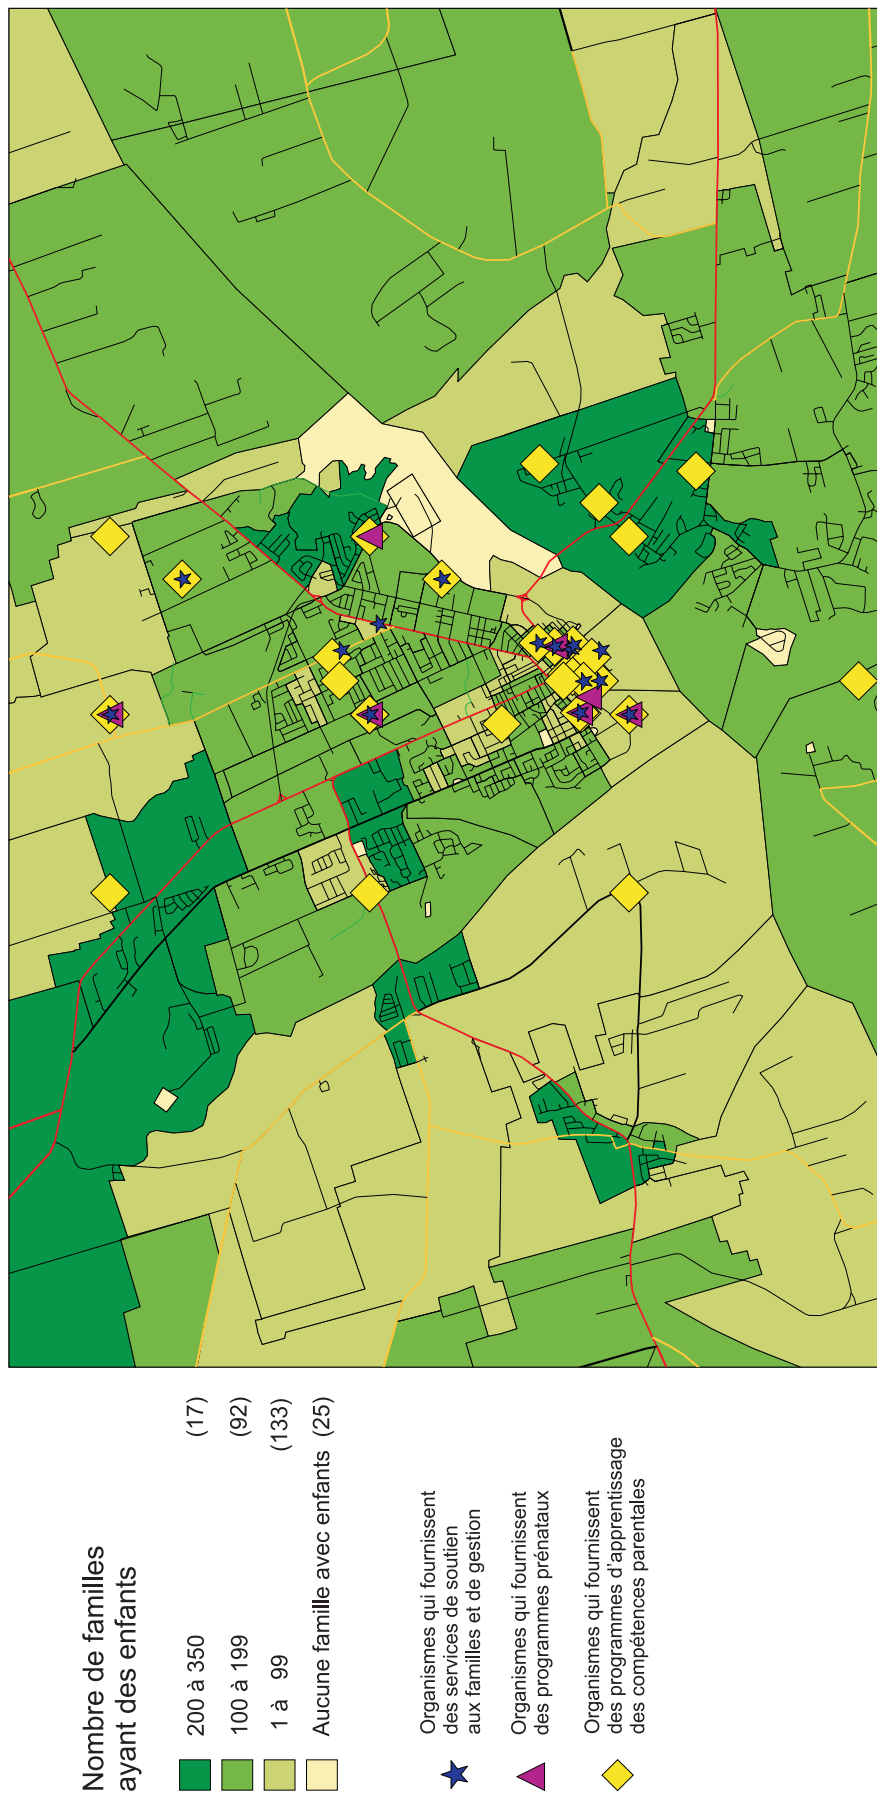 Nombre de familles
ayant des enfants
200 à 350 (17)
100 à 199 (92)
1 à 99 (133)
Aucune famille avec enfants (25)
Organismes qui fournissent
des services de soutien
aux familles et de gestion
Organismes qui fournissent
des programmes prénataux
Organismes qui fournissent
des programmes d'apprentissage
des compétences parentales